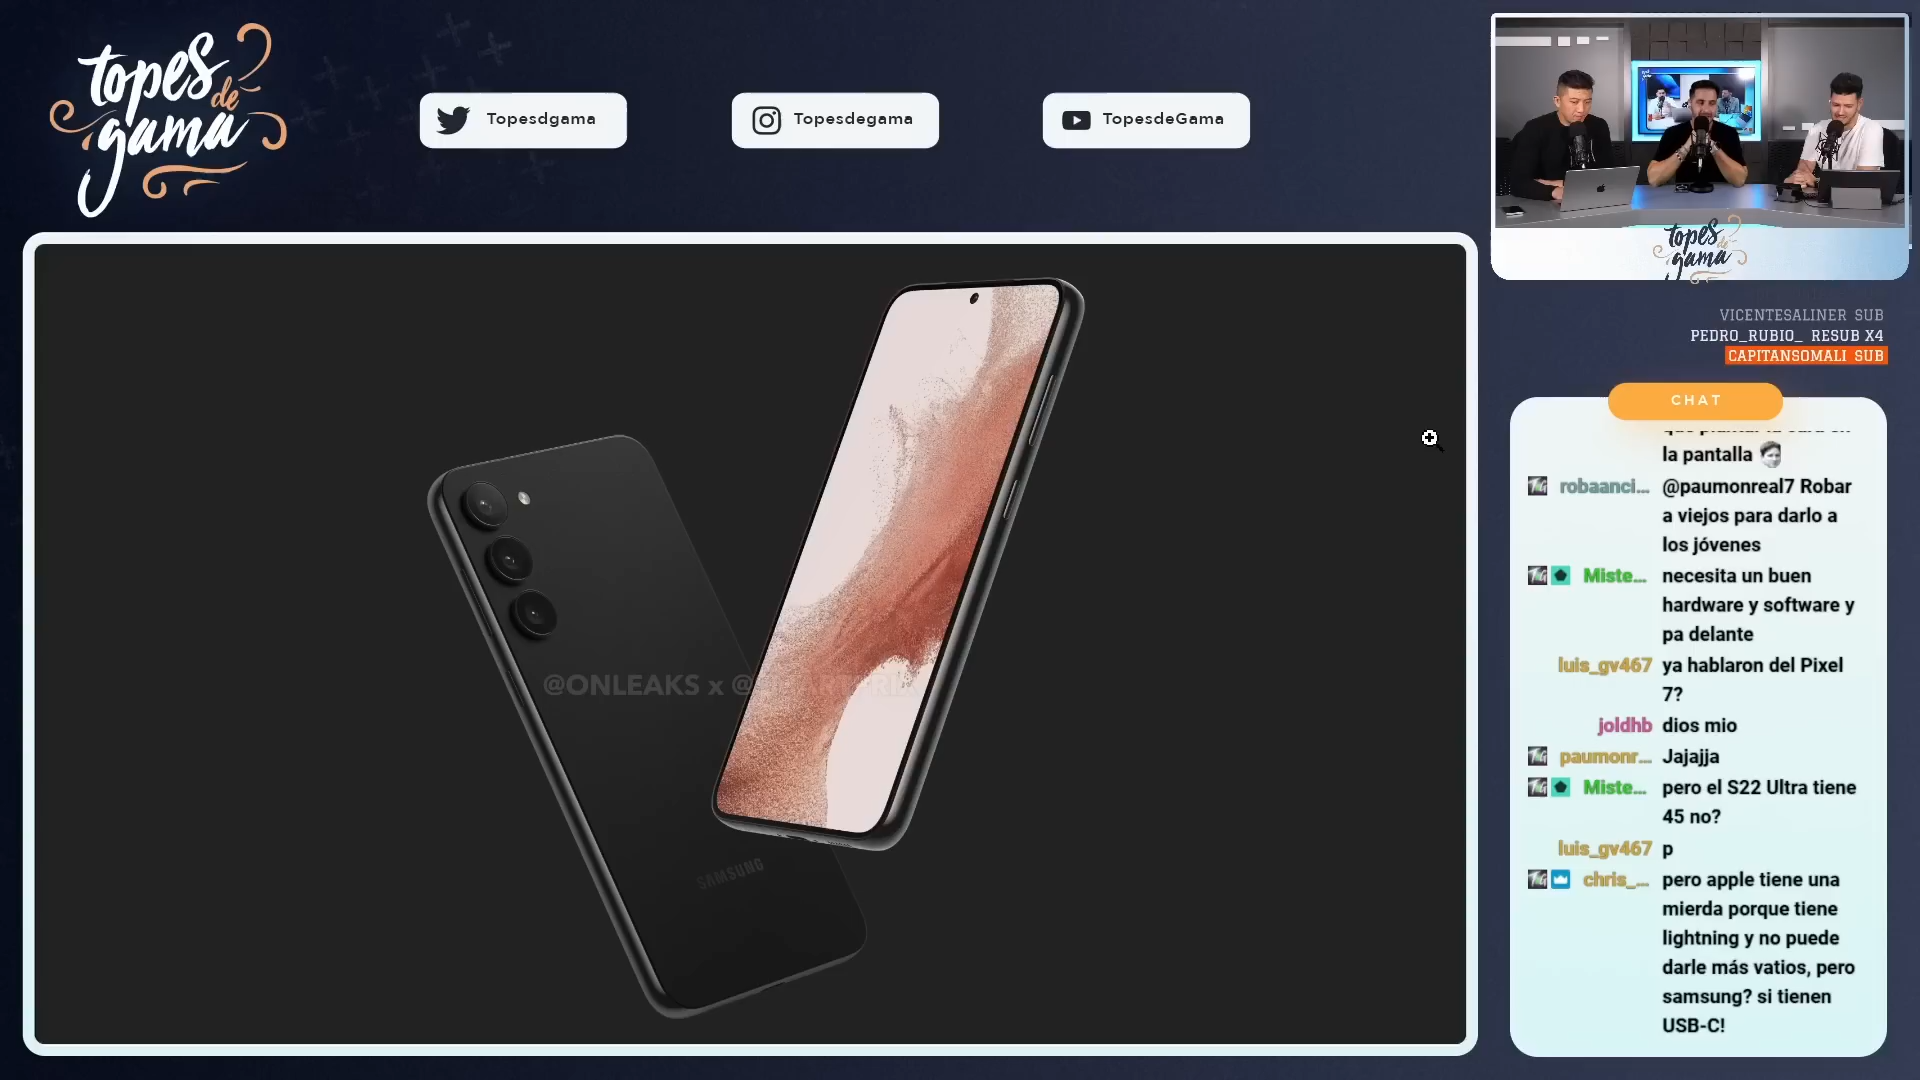 topes
de
gama
Topesdgama
Topesdegama
TopesdeGama
topes
de
gama
VICENTESALINER SUB
PEDRO_RUBIO_ RESUB X4
CAPITANSOMALI SUB
CHAT
la pantalla
robaanci... @paumonreal7 Robar
a viejos para darlo a
los jóvenes
Miste... necesita un buen
hardware y software y
pa delante
luis_gv467 ya hablaron del Pixel
7?
joldhb dios mio
paumonr... Jajajja
Miste... pero el S22 Ultra tiene
45 no?
luis_gv467 p
chris_... pero apple tiene una
mierda porque tiene
lightning y no puede
darle más vatios, pero
samsung? si tienen
USB-C!
@ONLEAKS x
SAMSUNG